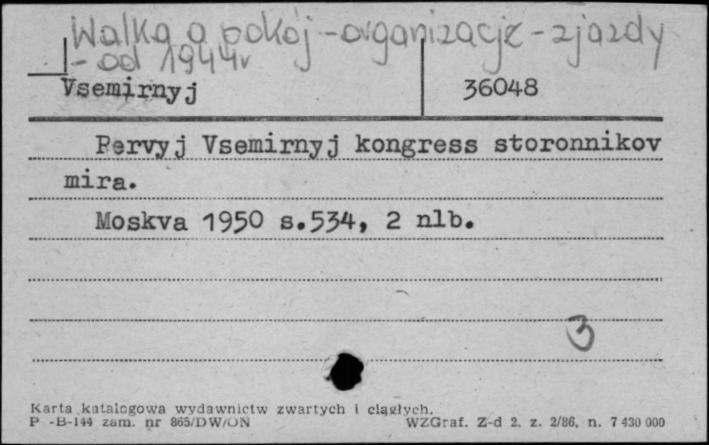 Walka o pokój - organizacje - zjazdy
- od 1944r
Vsemirnyj 36048
Pervyj Vsemirnyj kongress storonnikov
mira.
Moskva 1950 s.534, 2 nlb.
3
Karta katalogowa wydawnictw zwartych i ciągłych.
P -B-144 zam. nr 865/DW/ON WZGraf. Z-d 2. z. 2/86, n. 7 430 000